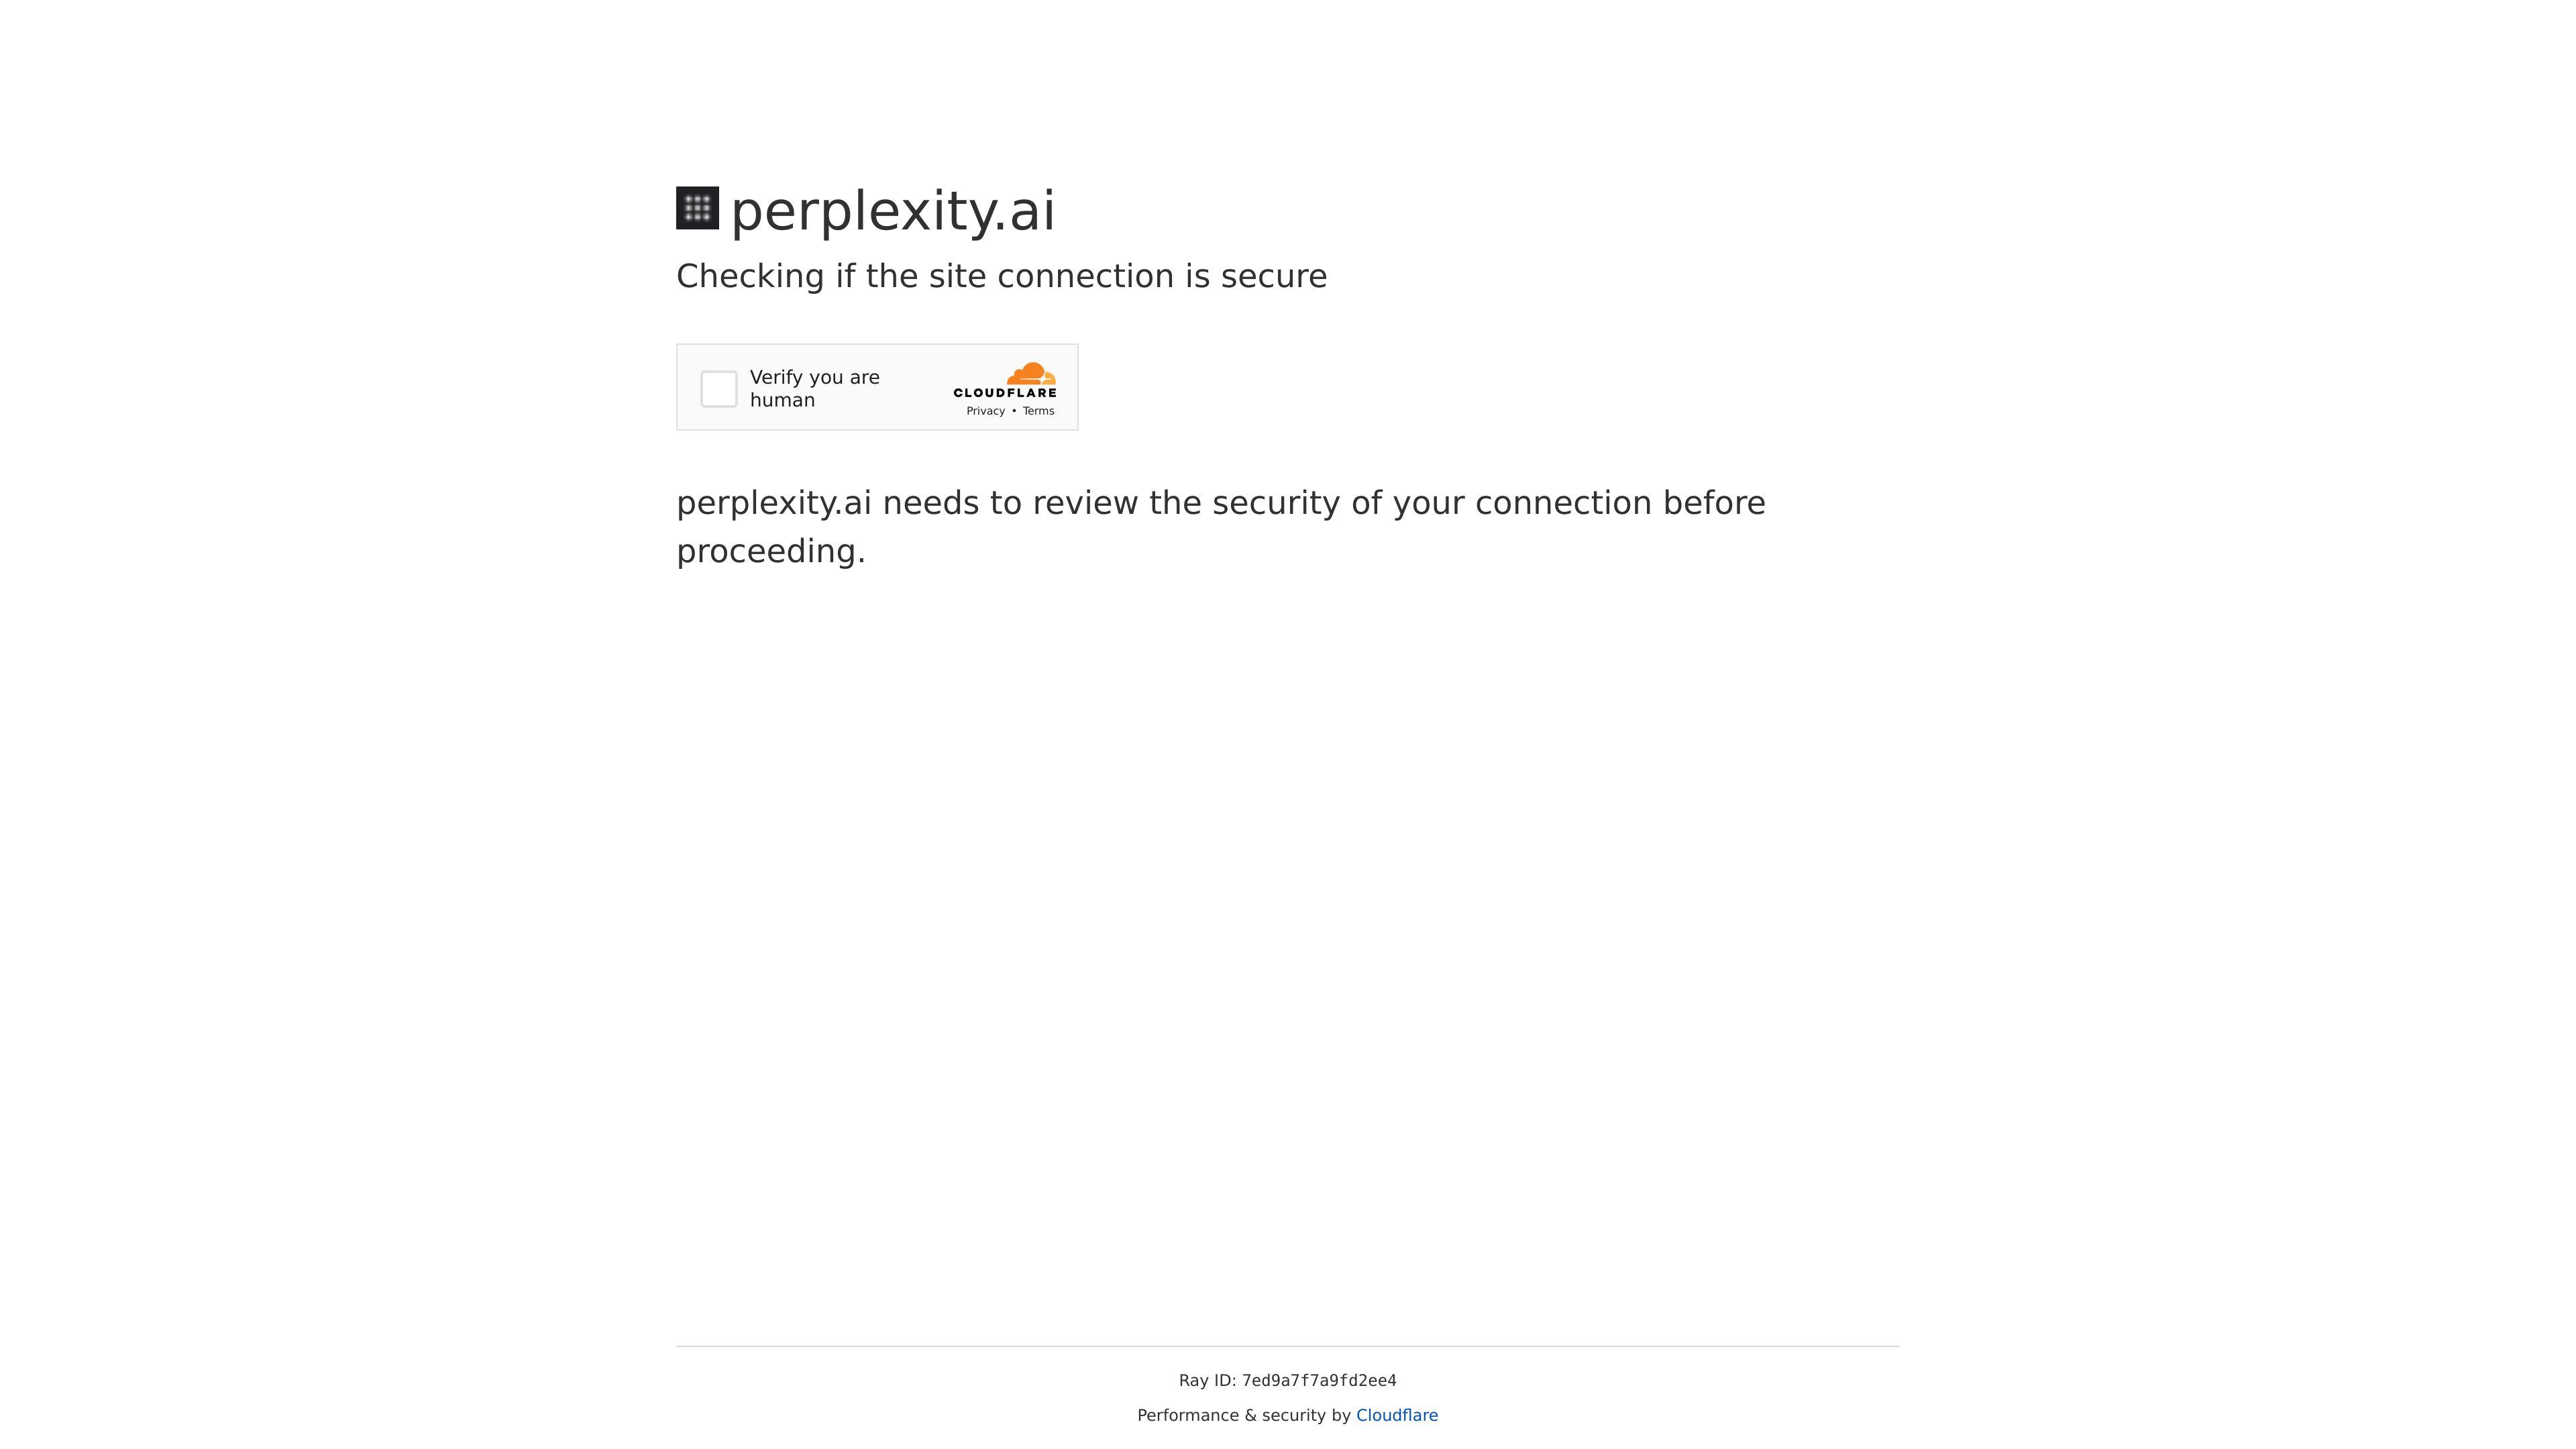 perplexity.ai
Checking if the site connection is secure
Verify you are
human
CLOUDFLARE
Privacy • Terms
perplexity.ai needs to review the security of your connection before
proceeding.
Ray ID: 7ed9a7f7a9fd2ee4
Performance & security by Cloudflare